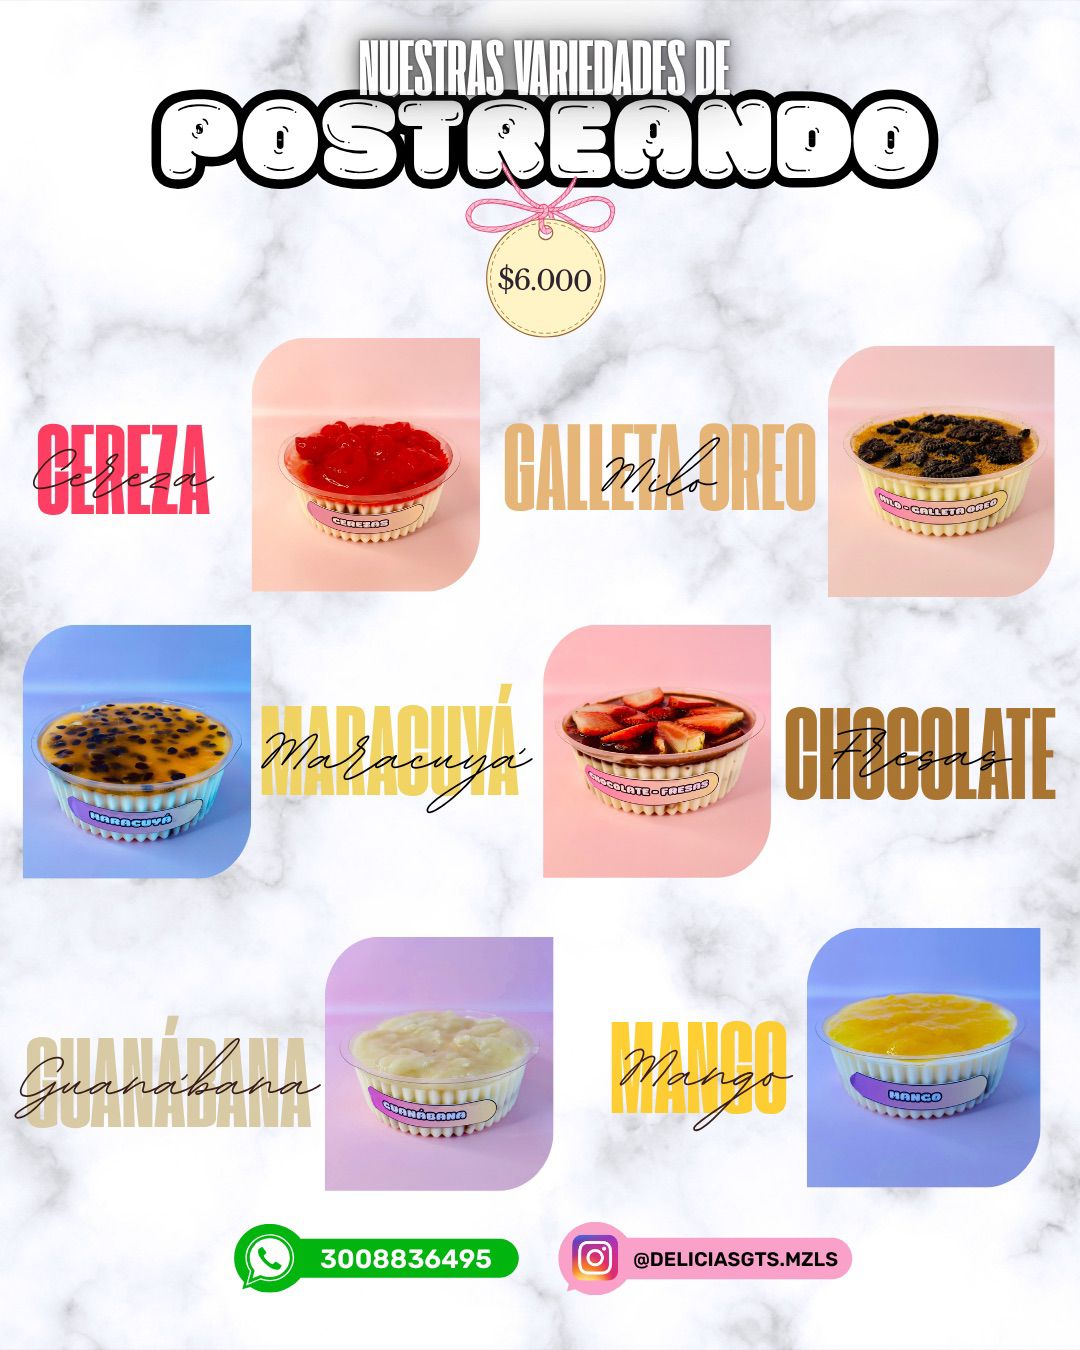 NUESTRAS VARIEDADES DE
POSTREANDO
$6.000
CEREZA
Cereza
CEREZAS
GALLETA OREO
Milo
MILO - GALLETA OREO
MARACUYÁ
MARACUYÁ
Maracuyá
CHOCOLATE - FRESAS
CHOCOLATE
Fresas
GUANÁBANA
Guanábana
GUANÁBANA
MANGO
Mango
MANGO
3008836495
@DELICIASGTS.MZLS